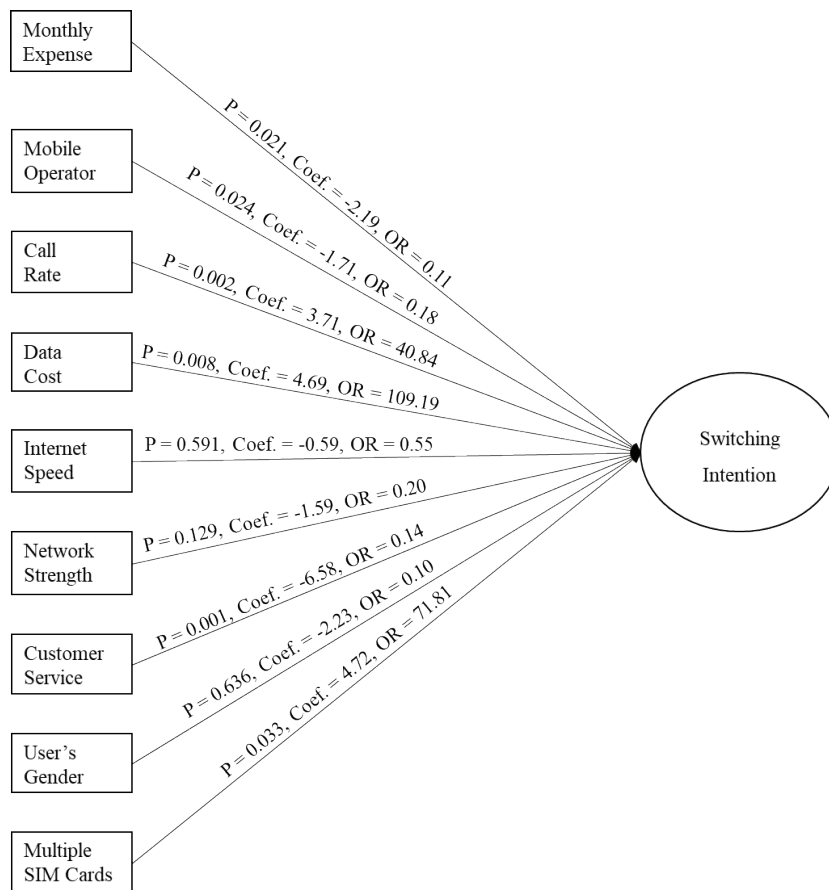 Monthly
Expense
P = 0.021, Coef. = -2.19, OR = 0.11
Mobile
Operator
P = 0.024, Coef. = -1.71, OR = 0.18
Call
Rate
P = 0.002, Coef. = 3.71, OR = 40.84
Data
Cost
P = 0.008, Coef. = 4.69, OR = 109.19
Internet
Speed
P = 0.591, Coef. = -0.59, OR = 0.55
Switching
Intention
Network
Strength
P = 0.129, Coef. = -1.59, OR = 0.20
Customer
Service
P = 0.001, Coef. = -6.58, OR = 0.14
User’s
Gender
P = 0.636, Coef. = -2.23, OR = 0.10
Multiple
SIM Cards
P = 0.033, Coef. = 4.72, OR = 71.81